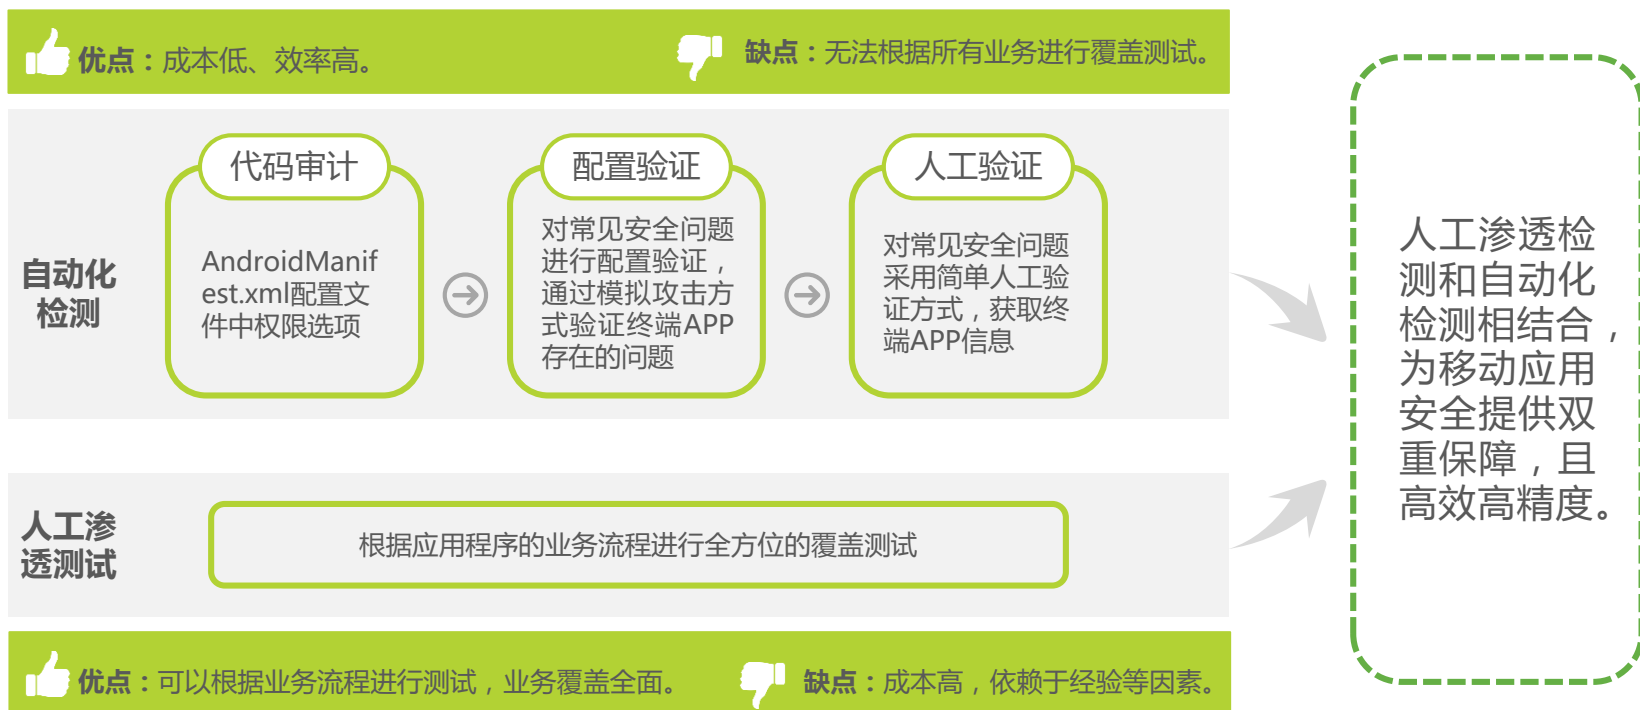 优点：成本低、效率高。
缺点：无法根据所有业务进行覆盖测试。
自动化
检测
代码审计
AndroidManif
est.xml配置文
件中权限选项
配置验证
对常见安全问题
进行配置验证，
通过模拟攻击方
式验证终端APP
存在的问题
人工验证
对常见安全问题
采用简单人工验
证方式，获取终
端APP信息
人工渗
透测试
根据应用程序的业务流程进行全方位的覆盖测试
优点：可以根据业务流程进行测试，业务覆盖全面。
缺点：成本高，依赖于经验等因素。
人工渗透检
测和自动化
检测相结合，
为移动应用
安全提供双
重保障，且
高效高精度。